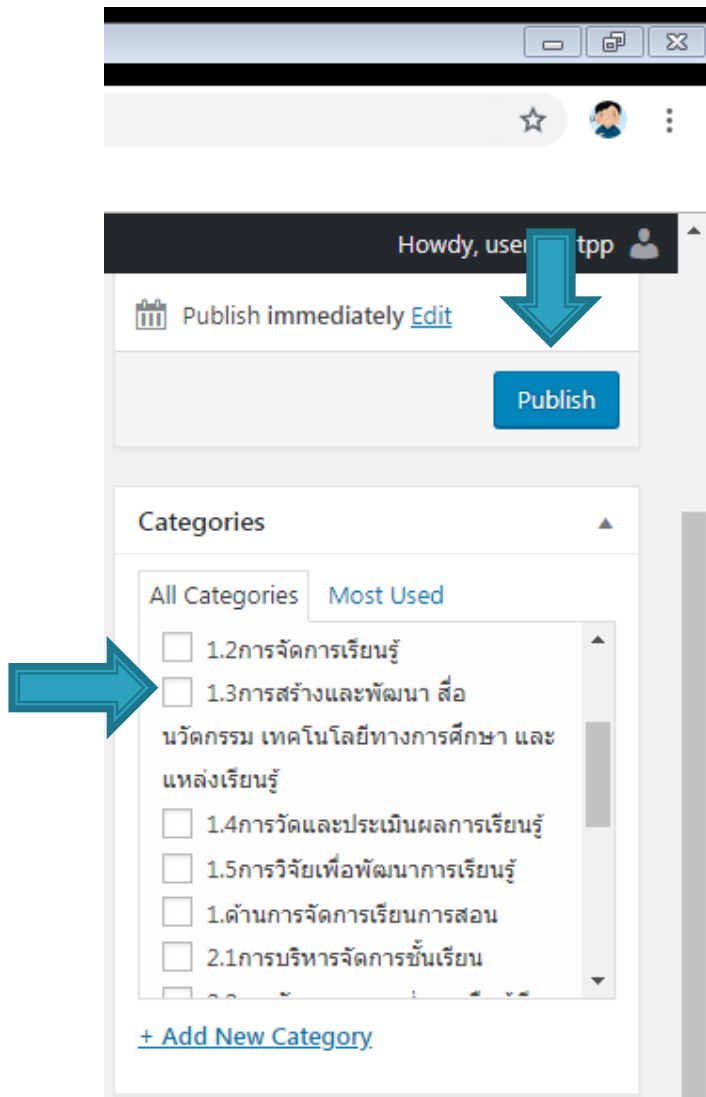 Howdy, user tpp
Publish immediately Edit
Publish
Categories
All Categories Most Used
1.2การจัดการเรียนรู้
1.3การสร้างและพัฒนา สื่อ
นวัตกรรม เทคโนโลยีทางการศึกษา และ
แหล่งเรียนรู้
1.4การวัดและประเมินผลการเรียนรู้
1.5การวิจัยเพื่อพัฒนาการเรียนรู้
1.ด้านการจัดการเรียนการสอน
2.1การบริหารจัดการชั้นเรียน
+ Add New Category